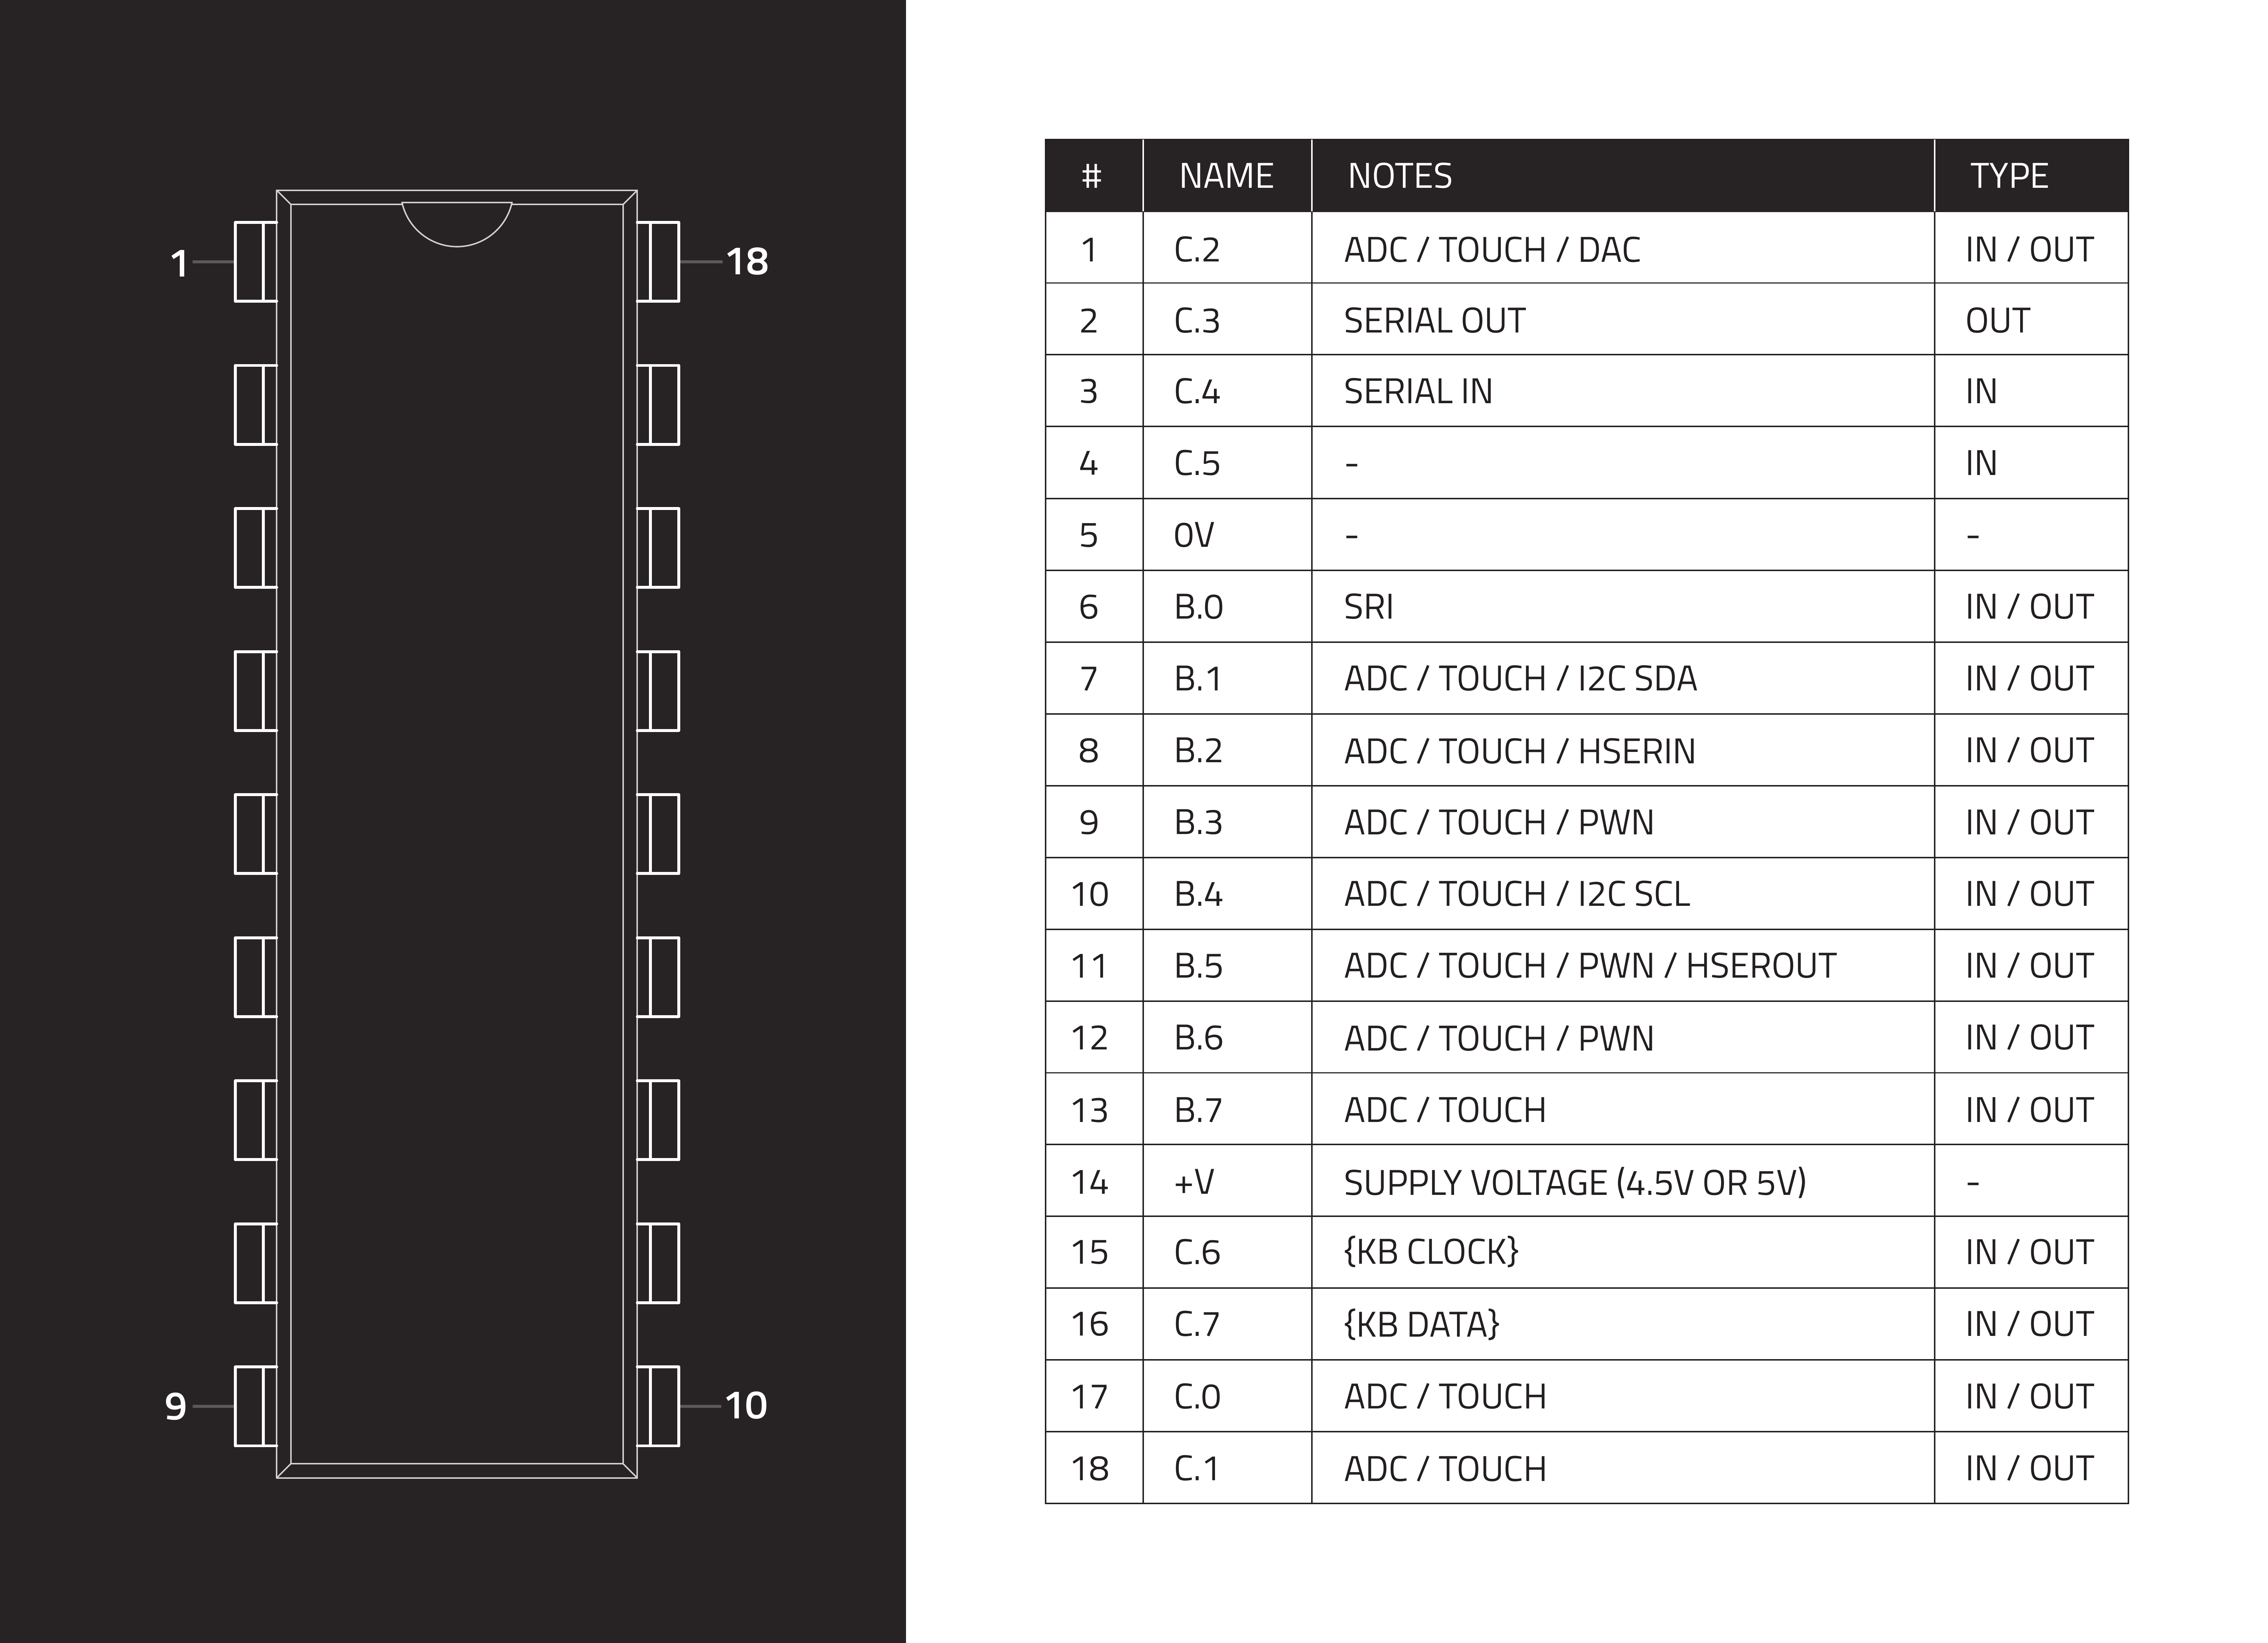 1
18
9
10
# NAME NOTES TYPE
1 C.2 ADC / TOUCH / DAC IN / OUT
2 C.3 SERIAL OUT OUT
3 C.4 SERIAL IN IN
4 C.5 - IN
5 0V - -
6 B.0 SRI IN / OUT
7 B.1 ADC / TOUCH / I2C SDA IN / OUT
8 B.2 ADC / TOUCH / HSERIN IN / OUT
9 B.3 ADC / TOUCH / PWN IN / OUT
10 B.4 ADC / TOUCH / I2C SCL IN / OUT
11 B.5 ADC / TOUCH / PWN / HSEROUT IN / OUT
12 B.6 ADC / TOUCH / PWN IN / OUT
13 B.7 ADC / TOUCH IN / OUT
14 +V SUPPLY VOLTAGE (4.5V OR 5V) -
15 C.6 {KB CLOCK} IN / OUT
16 C.7 {KB DATA} IN / OUT
17 C.0 ADC / TOUCH IN / OUT
18 C.1 ADC / TOUCH IN / OUT